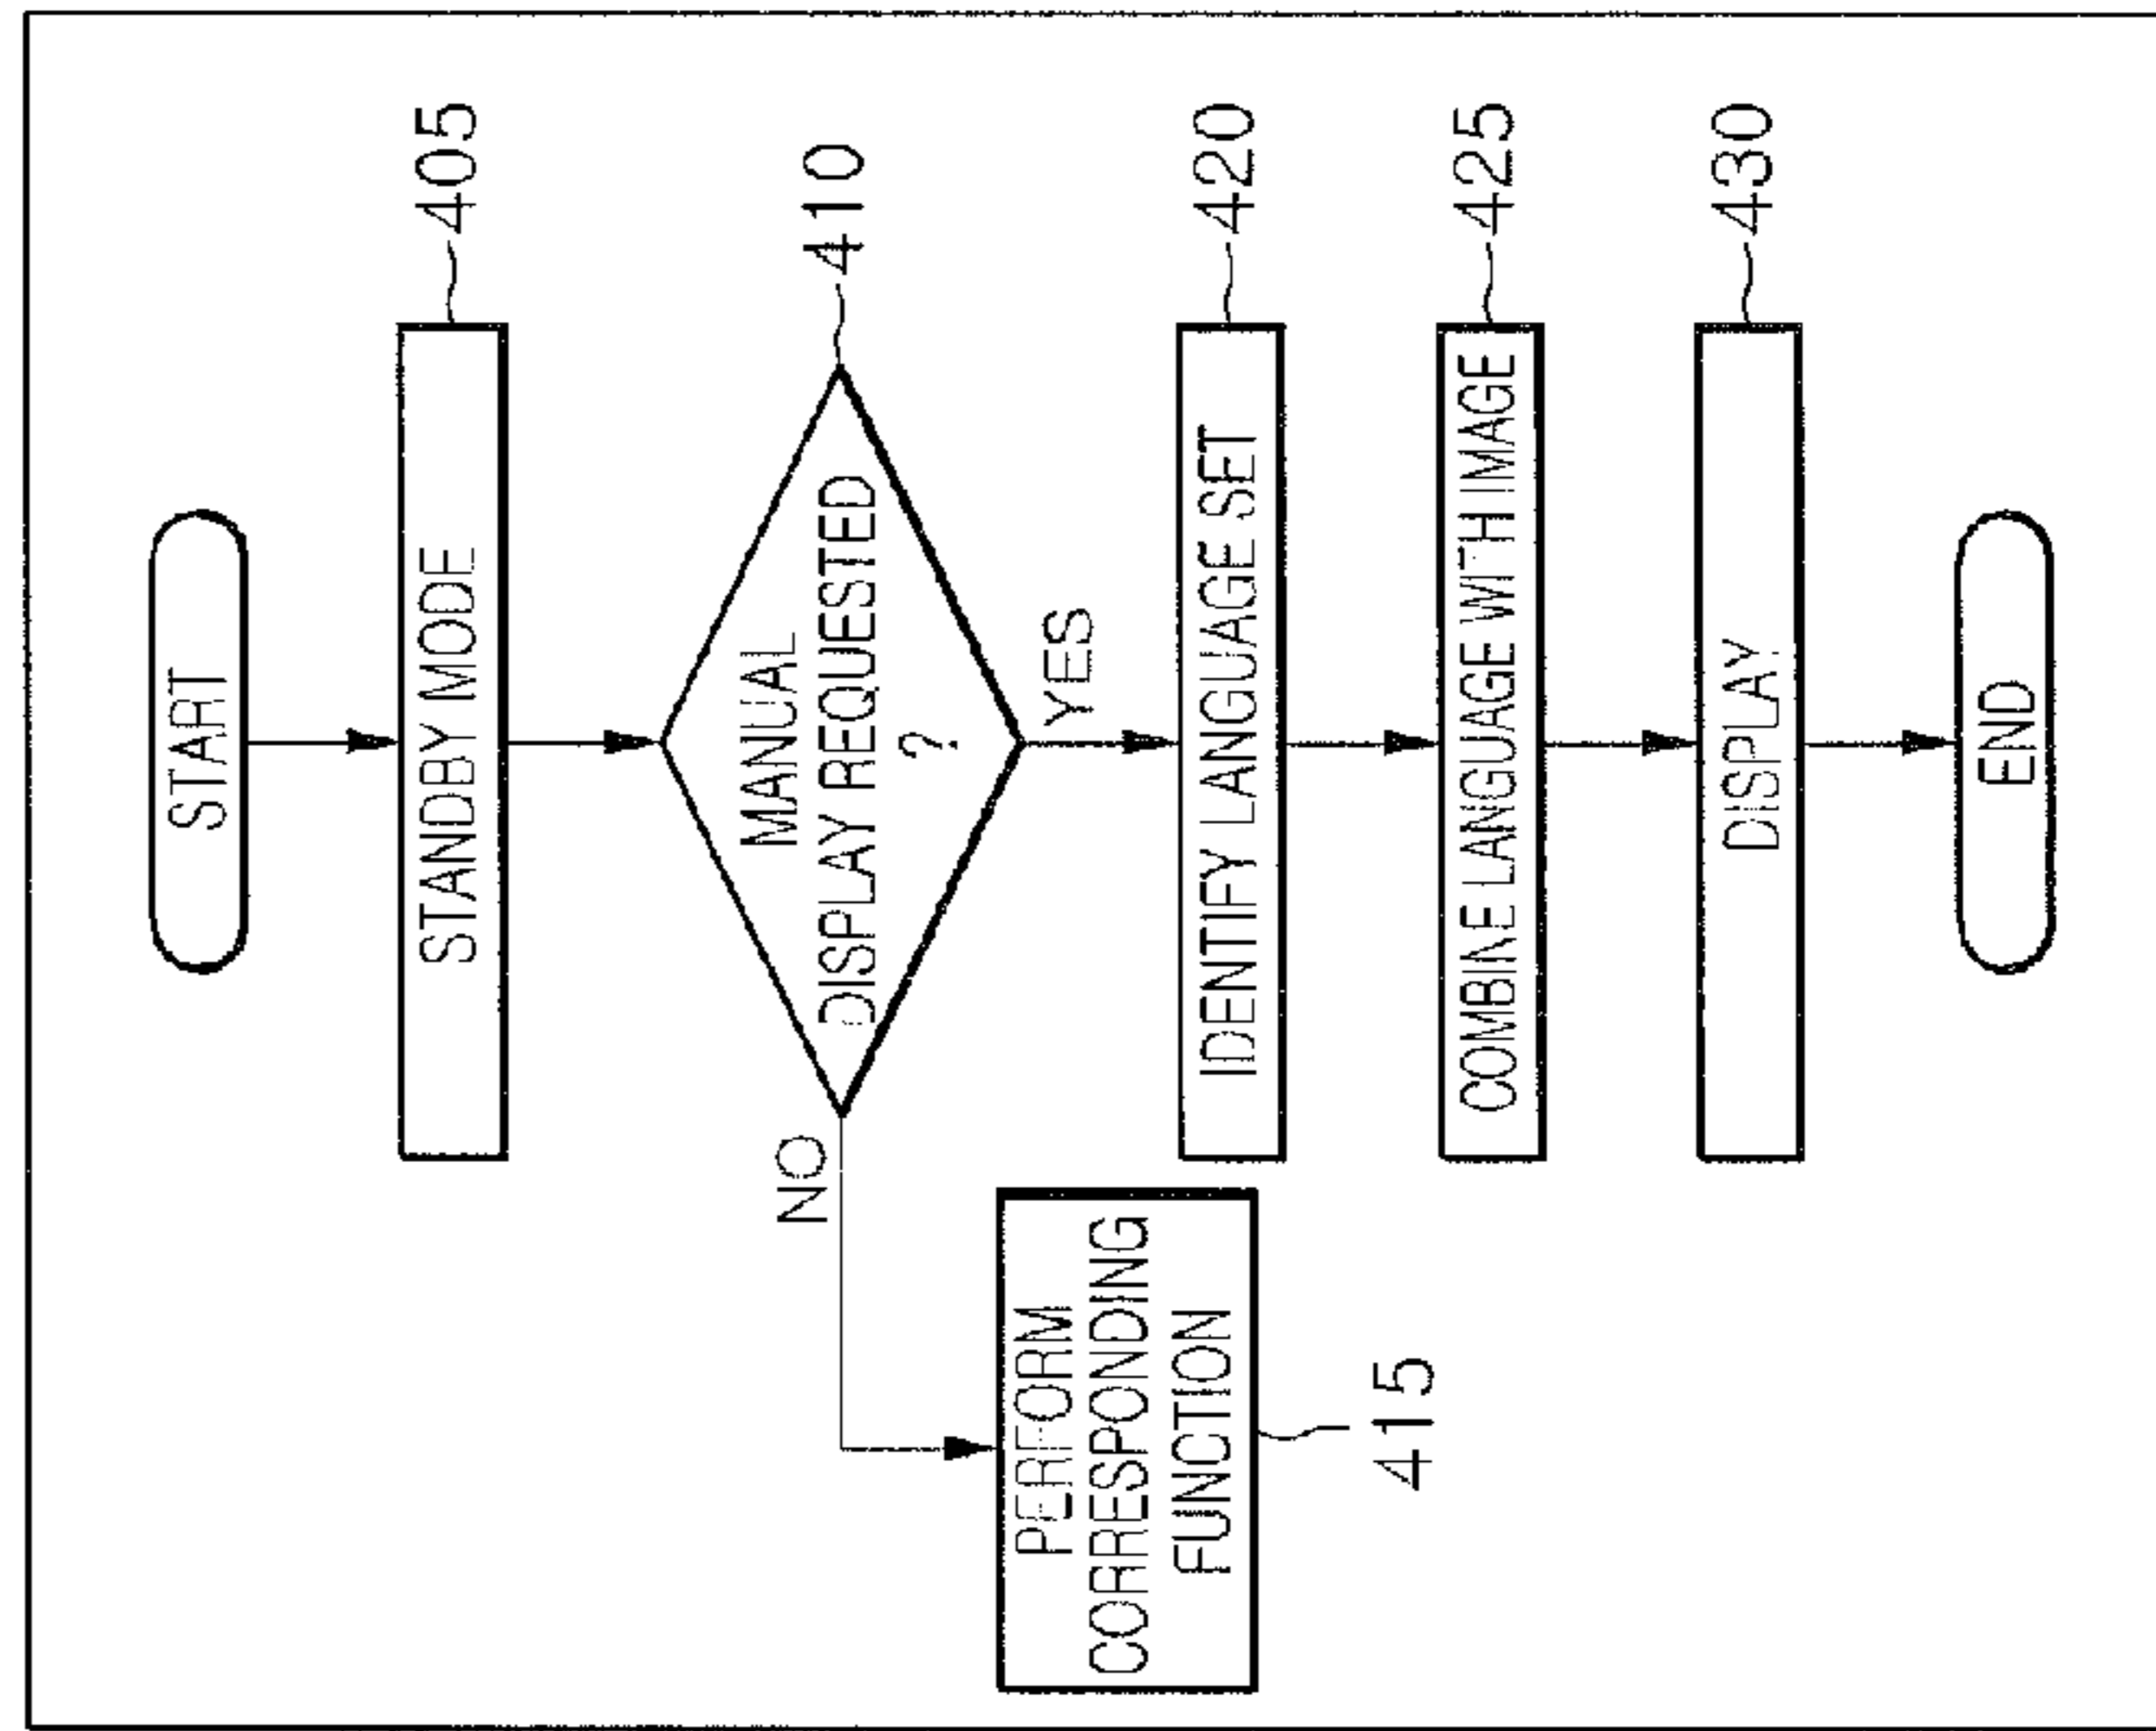 START
STANDBY MODE
405
MANUAL
DISPLAY REQUESTED
?
410
NO
YES
PERFORM
CORRESPONDING
FUNCTION
415
IDENTIFY LANGUAGE SET
420
COMBINE LANGUAGE WITH IMAGE
425
DISPLAY
430
END